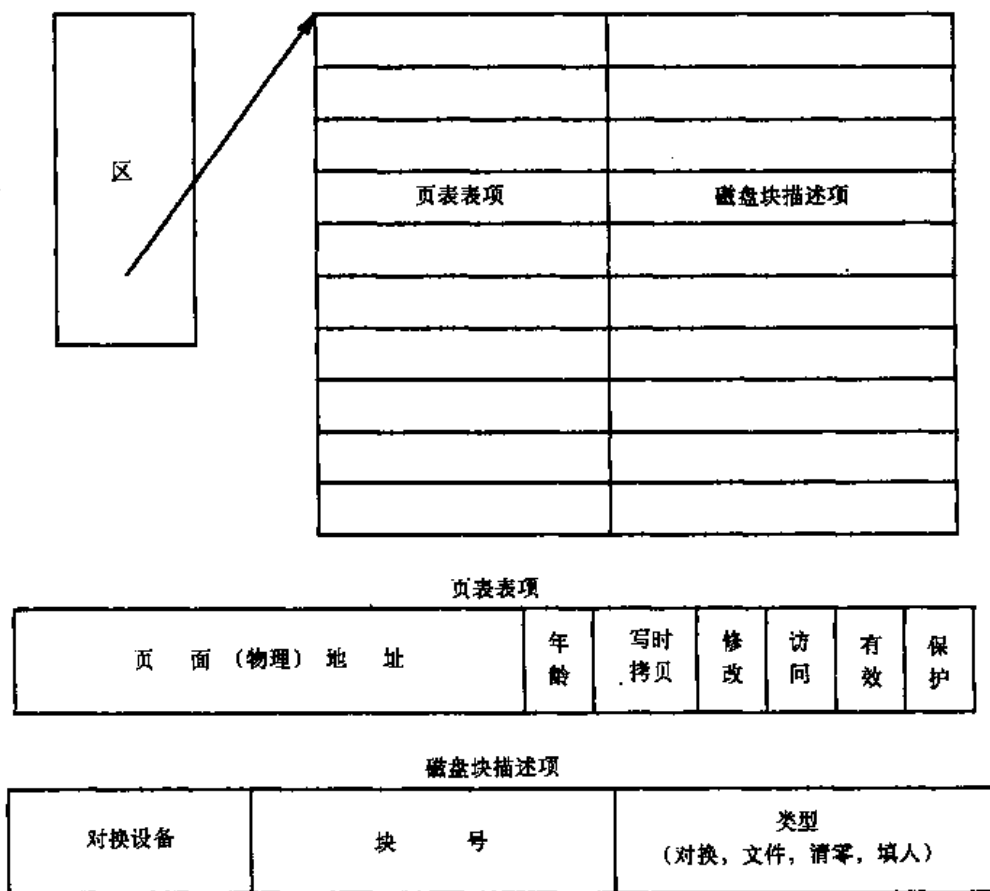 区
页表表项 磁盘块描述项
页表表项
页 面 (物理) 地 址
年龄
写时拷贝
修改
访问
有效
保护
磁盘块描述项
对换设备
块 号
类型
(对换, 文件, 清零, 填人)